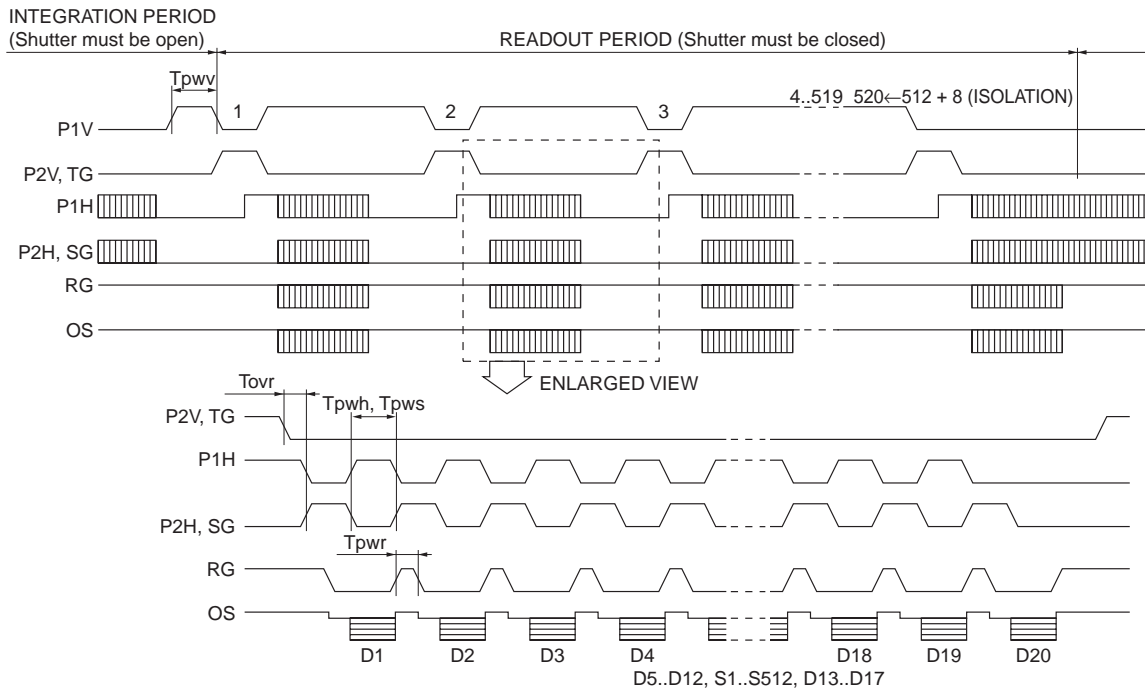 INTEGRATION PERIOD
(Shutter must be open)
READOUT PERIOD (Shutter must be closed)
Tpwv
1
2
3
4..519 520←512 + 8 (ISOLATION)
P1V
P2V, TG
P1H
P2H, SG
RG
OS
ENLARGED VIEW
Tovr
Tpwh, Tpws
P2V, TG
P1H
P2H, SG
Tpwr
RG
OS
D1
D2
D3
D4
D18
D19
D20
D5..D12, S1..S512, D13..D17